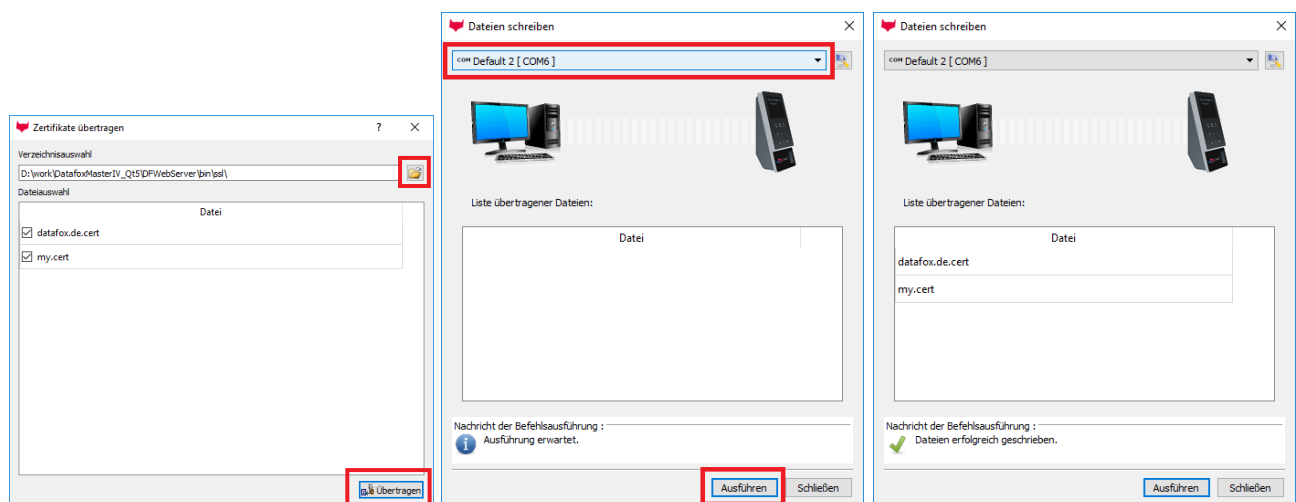 Zertifikate übertragen
?
Verzeichnisauswahl
D:\work\DatafoxMasterIV_Qt5\DFWebServer\bin\ssl\
Dateiauswahl
Datei
datafox.de.cert
my.cert
Übertragen
Dateien schreiben
COM Default 2 [ COM6 ]
Liste übertragener Dateien:
Datei
Nachricht der Befehlsausführung :
Ausführung erwartet.
Ausführen
Schließen
Dateien schreiben
COM Default 2 [ COM6 ]
Liste übertragener Dateien:
Datei
datafox.de.cert
my.cert
Nachricht der Befehlsausführung :
Dateien erfolgreich geschrieben.
Ausführen
Schließen